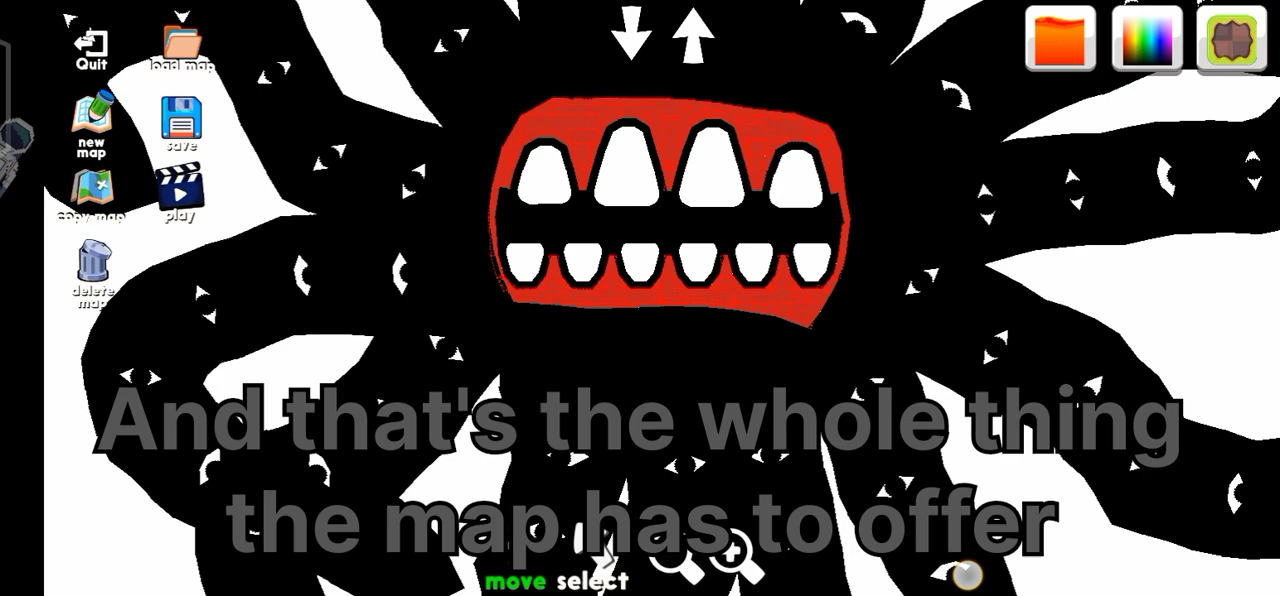 Quit
load map
new
map
save
copy map
play
delete
map
And that's the whole thing
the map has to offer
move select